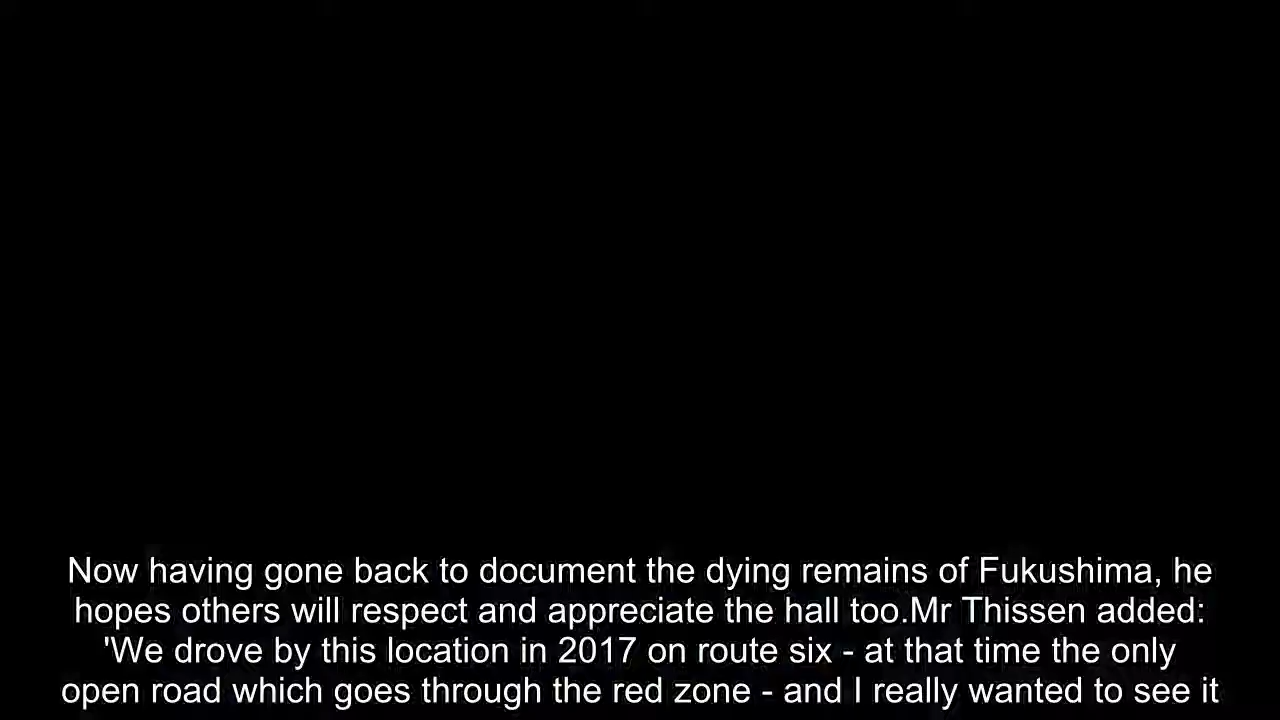 Now having gone back to document the dying remains of Fukushima, he
hopes others will respect and appreciate the hall too.Mr Thissen added:
'We drove by this location in 2017 on route six - at that time the only
open road which goes through the red zone - and I really wanted to see it